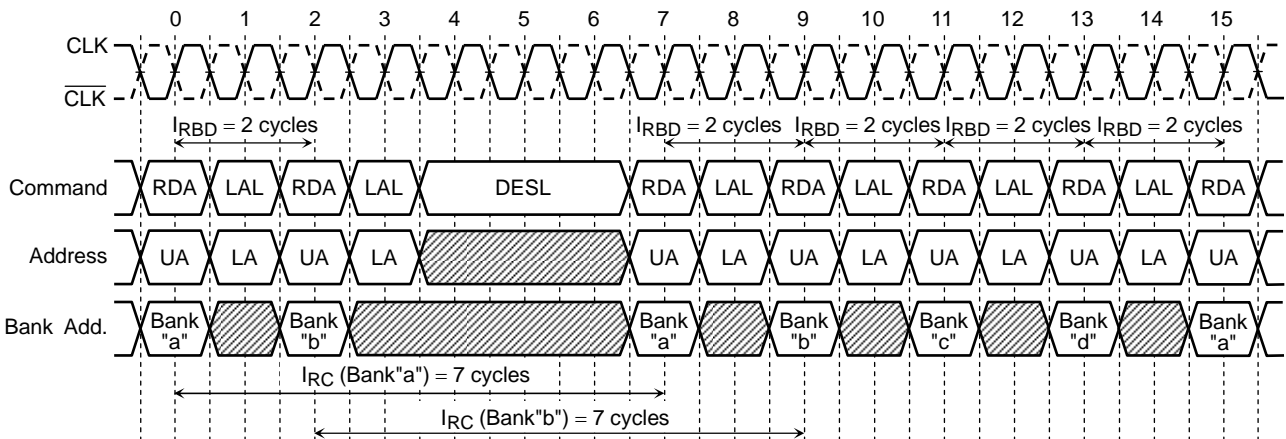 0 1 2 3 4 5 6 7 8 9 10 11 12 13 14 15
CLK
CLK
IRBD = 2 cycles IRBD = 2 cycles IRBD = 2 cycles IRBD = 2 cycles IRBD = 2 cycles
Command RDA LAL RDA LAL DESL RDA LAL RDA LAL RDA LAL RDA LAL RDA
Address UA LA UA LA UA LA UA LA UA LA UA LA UA
Bank Add. Bank "a" Bank "b" Bank "a" Bank "b" Bank "c" Bank "d" Bank "a"
IRC (Bank"a") = 7 cycles
IRC (Bank"b") = 7 cycles